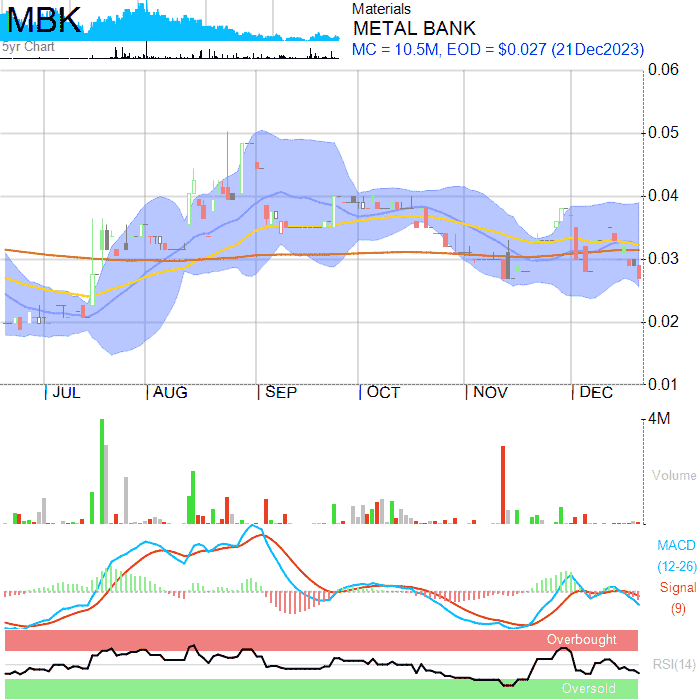 MBK
5yr Chart
Materials
METAL BANK
MC = 10.5M, EOD = $0.027 (21Dec2023)
0.06
0.05
0.04
0.03
0.02
0.01
JUL AUG SEP OCT NOV DEC
4M
Volume
MACD
(12-26)
Signal
(9)
Overbought
RSI(14)
Oversold